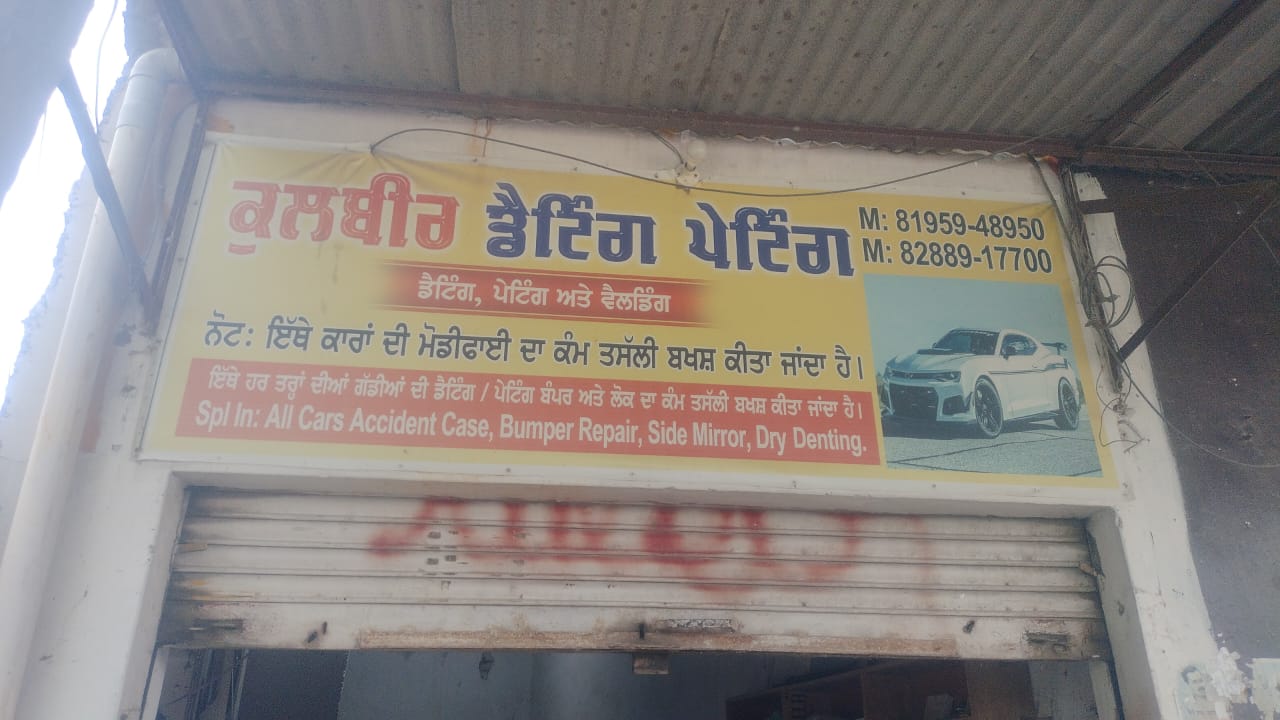 ਕੁਲਬੀਰ ਡੈਟਿੰਗ ਪੇਟਿੰਗ
M: 81959-48950
M: 82889-17700
ਡੈਟਿੰਗ, ਪੇਟਿੰਗ ਅਤੇ ਵੈਲਡਿੰਗ
ਨੋਟ: ਇੱਥੇ ਕਾਰਾਂ ਦੀ ਮੋਡੀਫਾਈ ਦਾ ਕੰਮ ਤਸੱਲੀ ਬਖਸ਼ ਕੀਤਾ ਜਾਂਦਾ ਹੈ।
ਇੱਥੇ ਹਰ ਤਰ੍ਹਾਂ ਦੀਆਂ ਗੱਡੀਆਂ ਦੀ ਡੈਟਿੰਗ / ਪੇਟਿੰਗ ਬੰਪਰ ਅਤੇ ਲੋਕ ਦਾ ਕੰਮ ਤਸੱਲੀ ਬਖਸ਼ ਕੀਤਾ ਜਾਂਦਾ ਹੈ।
Spl In: All Cars Accident Case, Bumper Repair, Side Mirror, Dry Denting.